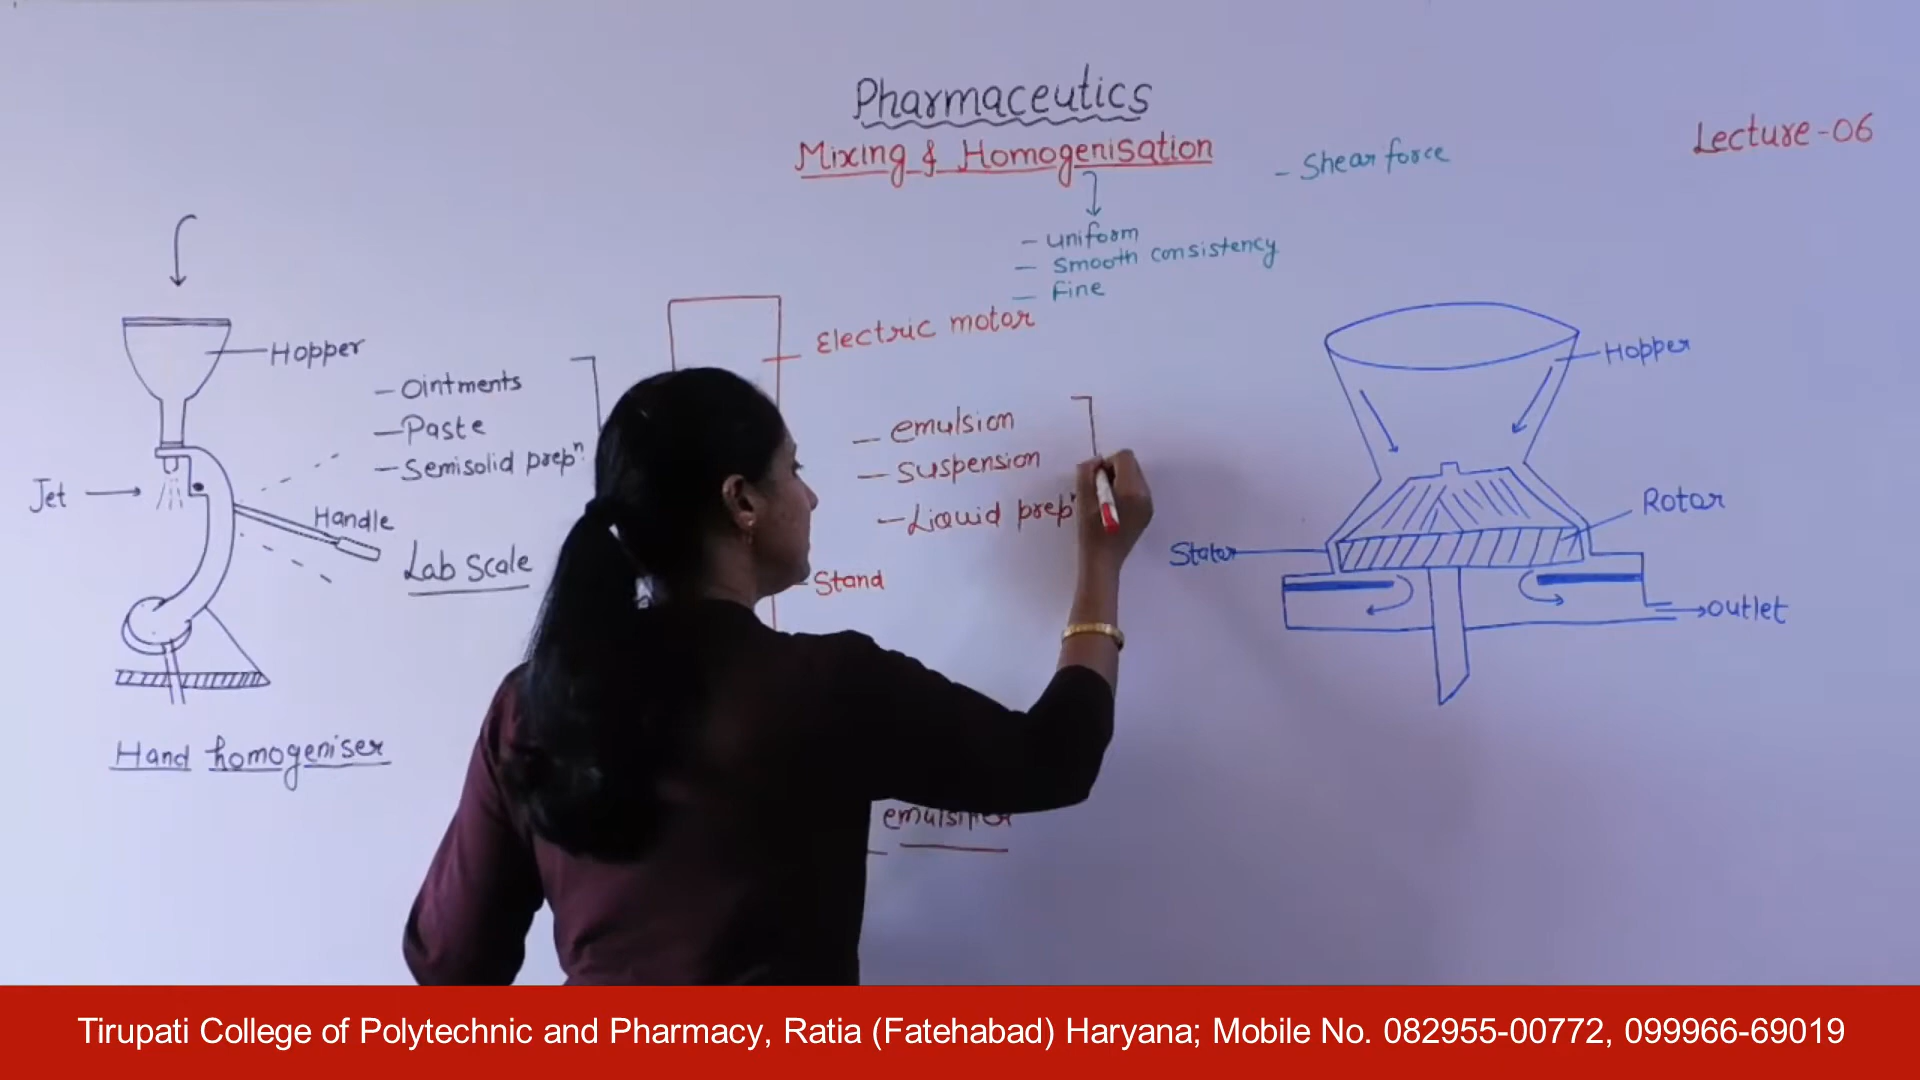 Pharmaceutics
Mixing & Homogenisation
- Shear force
Lecture-06
- uniform
- Smooth consistency
- Fine
Hopper
- Ointments
- Paste
- Semisolid prepⁿ.
Jet
Handle
Lab Scale
Hand homogeniser
Electric motor
- emulsion
- Suspension
- Liquid prepⁿ
Stand
emulsifier
Hopper
Rotor
Stator
outlet
Tirupati College of Polytechnic and Pharmacy, Ratia (Fatehabad) Haryana; Mobile No. 082955-00772, 099966-69019